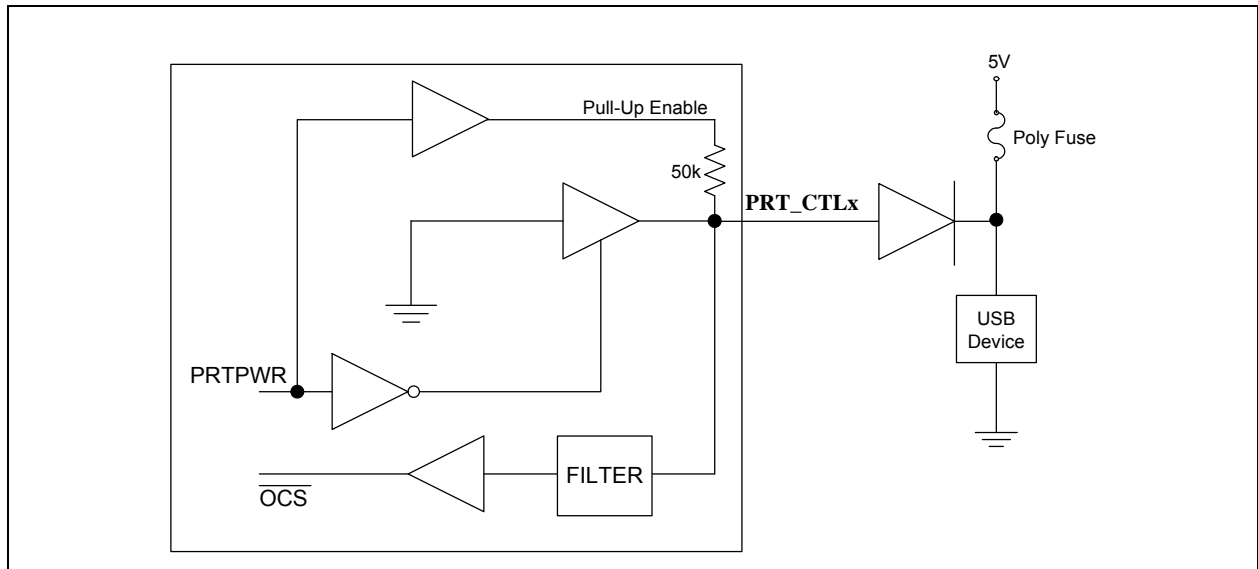 5V
Pull-Up Enable
Poly Fuse
50k
PRT_CTLx
USB
Device
PRTPWR
FILTER
OCS